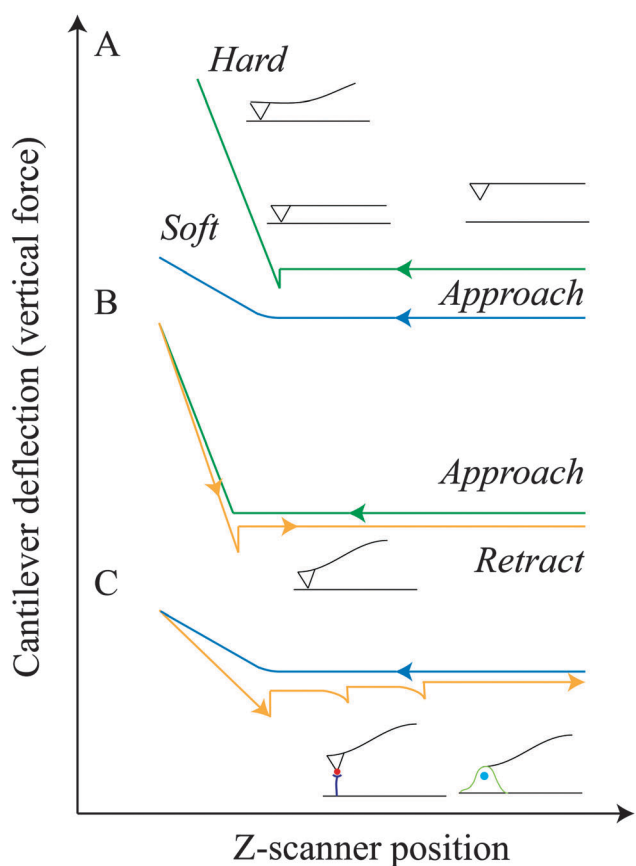 A
Hard
Soft
Approach
B
Approach
Retract
C
Cantilever deflection (vertical force)
Z-scanner position